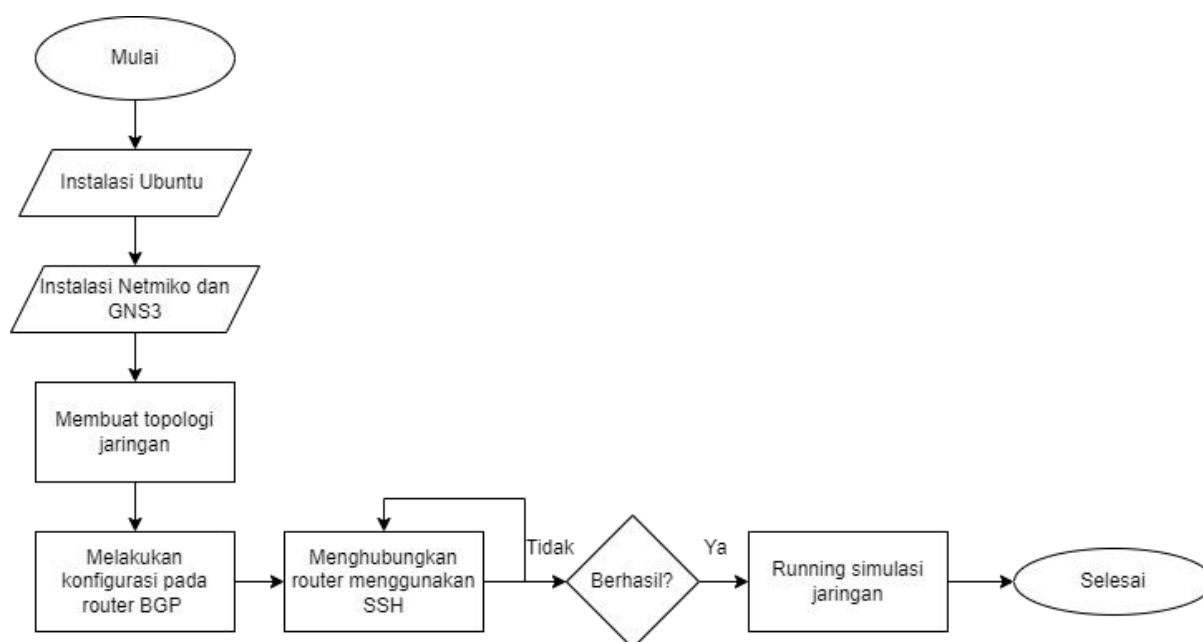 Mulai
Instalasi Ubuntu
Instalasi Netmiko dan
GNS3
Membuat topologi
jaringan
Melakukan
konfigurasi pada
router BGP
Menghubungkan
router menggunakan
SSH
Tidak
Berhasil?
Ya
Running simulasi
jaringan
Selesai